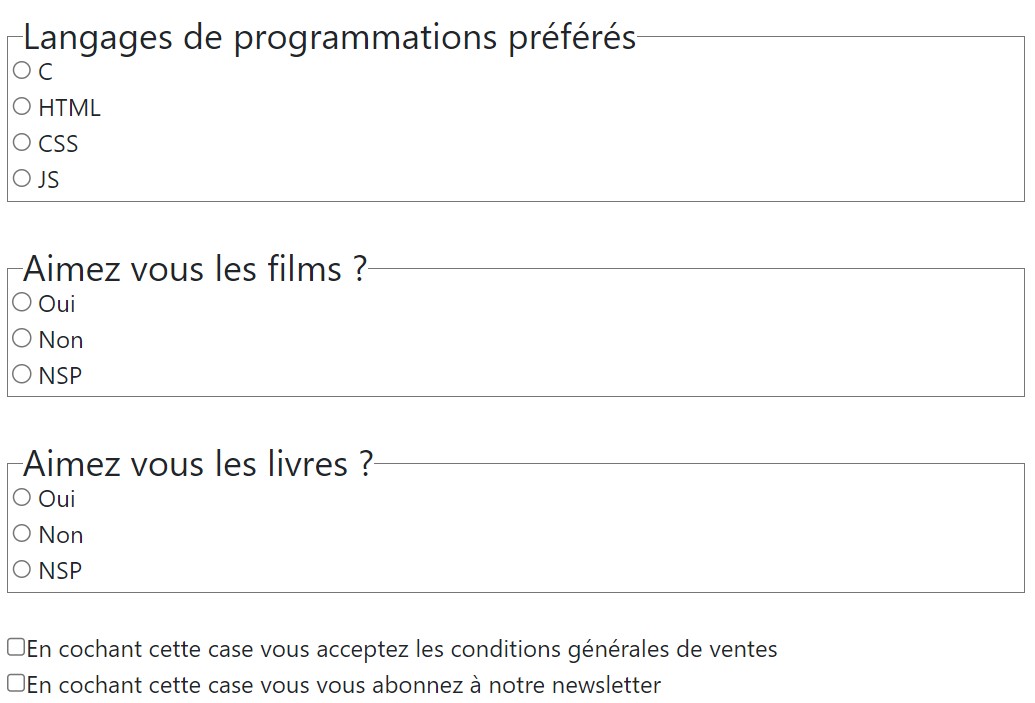 Langages de programmations préférés
C
HTML
CSS
JS
Aimez vous les films ?
Oui
Non
NSP
Aimez vous les livres ?
Oui
Non
NSP
En cochant cette case vous acceptez les conditions générales de ventes
En cochant cette case vous vous abonnez à notre newsletter